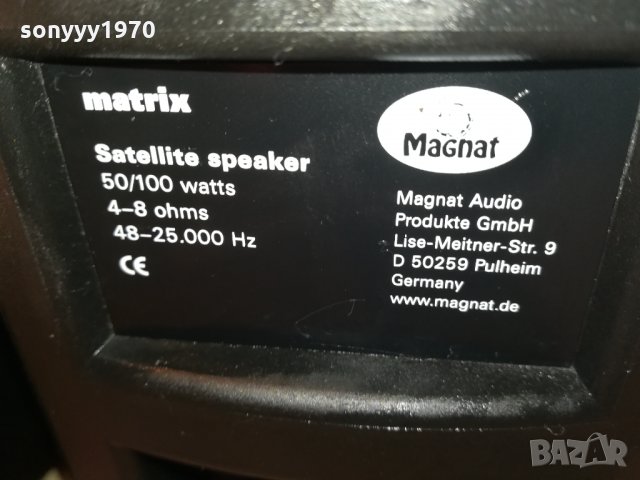 sonyyy1970
matrix
Satellite speaker
50/100 watts
4-8 ohms
48-25.000 Hz
CE
Magnat
Magnat Audio
Produkte GmbH
Lise-Meitner-Str. 9
D 50259 Pulheim
Germany
www.magnat.de
BAZAR